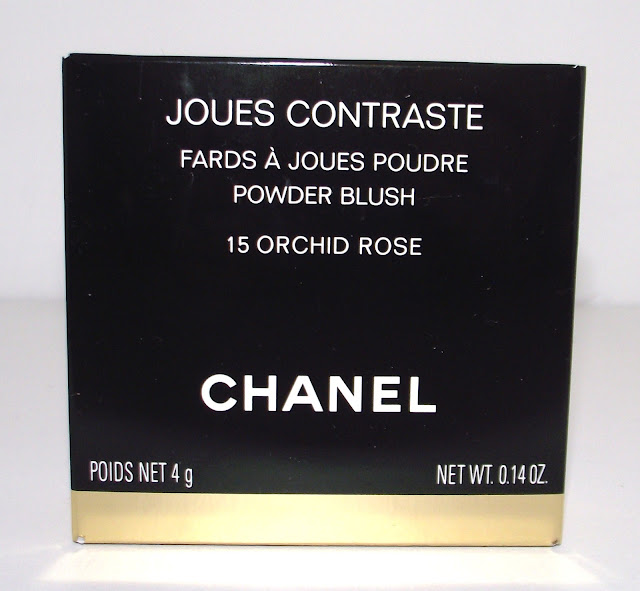 JOUES CONTRASTE
FARDS À JOUES POUDRE
POWDER BLUSH
15 ORCHID ROSE
CHANEL
POIDS NET 4 g NET WT. 0.14 OZ.